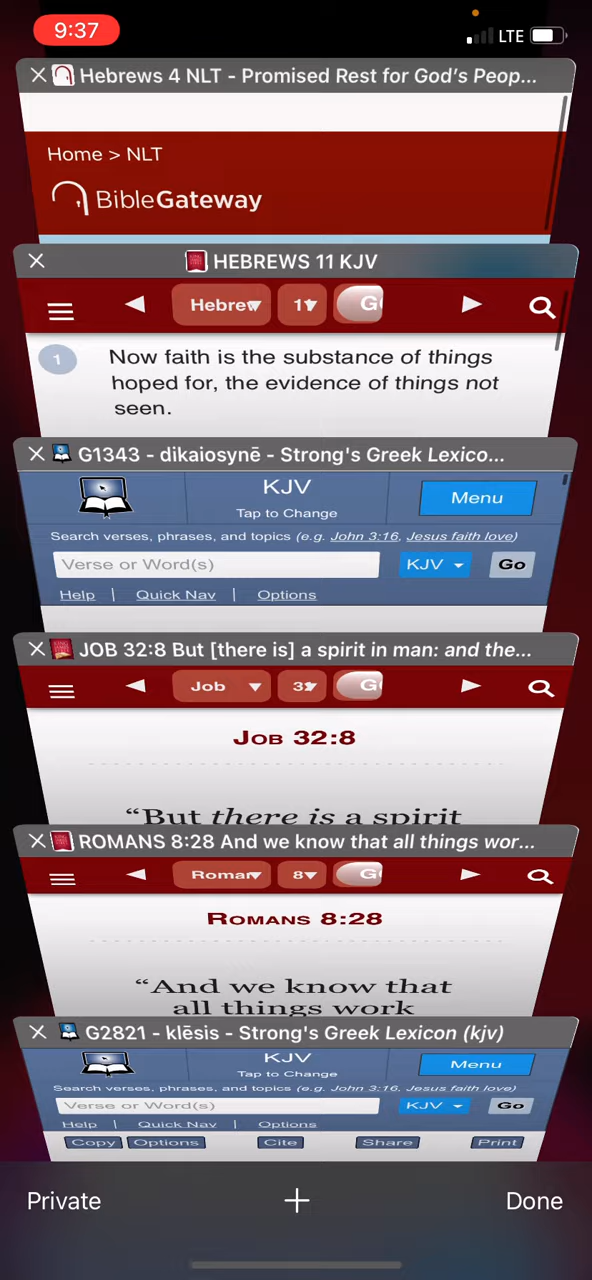 9:37
LTE
Hebrews 4 NLT - Promised Rest for God's Peop...
Home > NLT
BibleGateway
HEBREWS 11 KJV
Hebrew
11
G
1
Now faith is the substance of things
hoped for, the evidence of things not
seen.
G1343 - dikaiosynē - Strong's Greek Lexico...
KJV
Menu
Tap to Change
Search verses, phrases, and topics (e.g. John 3:16, Jesus faith love)
Verse or Word(s)
KJV
Go
Help | Quick Nav | Options
JOB 32:8 But [there is] a spirit in man: and the...
Job
32
G
JOB 32:8
“But there is a spirit
ROMANS 8:28 And we know that all things wor...
Roman
8
G
ROMANS 8:28
“And we know that
all things work
G2821 - klēsis - Strong's Greek Lexicon (kjv)
KJV
Menu
Tap to Change
Search verses, phrases, and topics (e.g. John 3:16, Jesus faith love)
Verse or Word(s)
KJV
Go
Help | Quick Nav | Options
Copy Options Cite Share Print
Private
Done